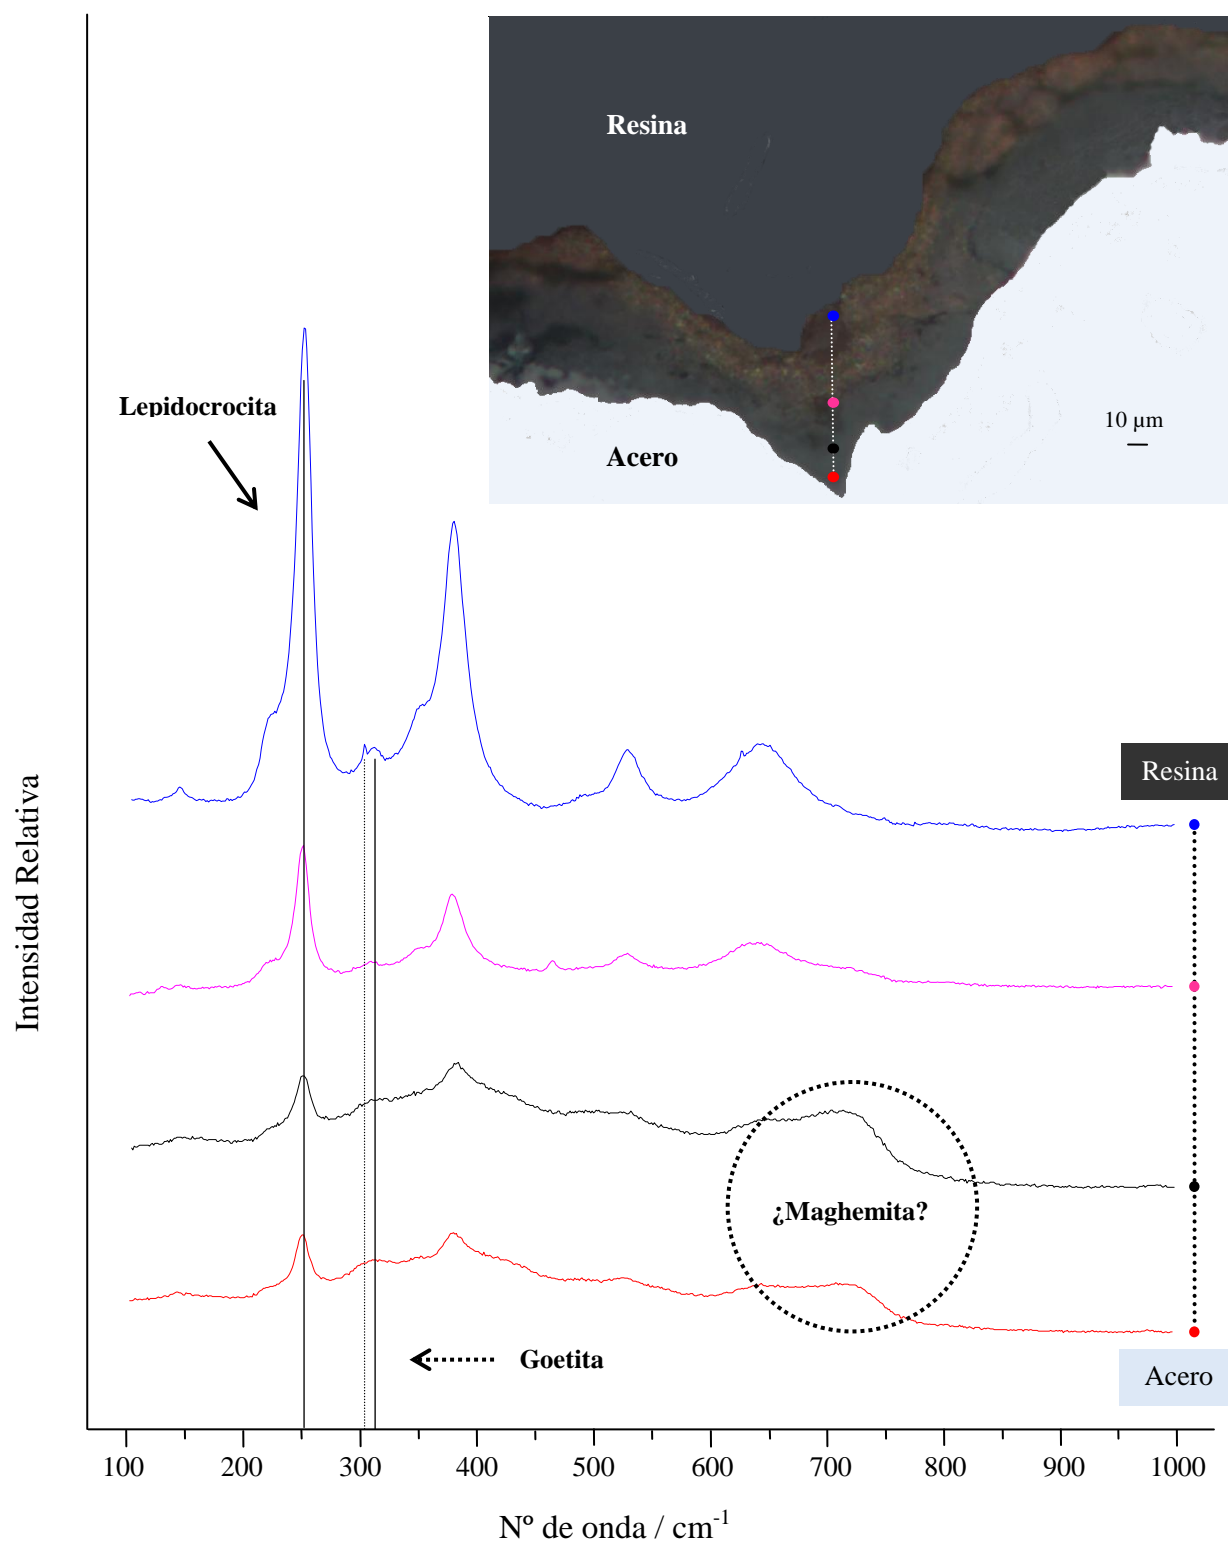 Resina
10 µm
Acero
Lepidocrocita
Resina
Intensidad Relativa
¿Maghemita?
Goetita
Acero
100 200 300 400 500 600 700 800 900 1000
Nº de onda / cm-1